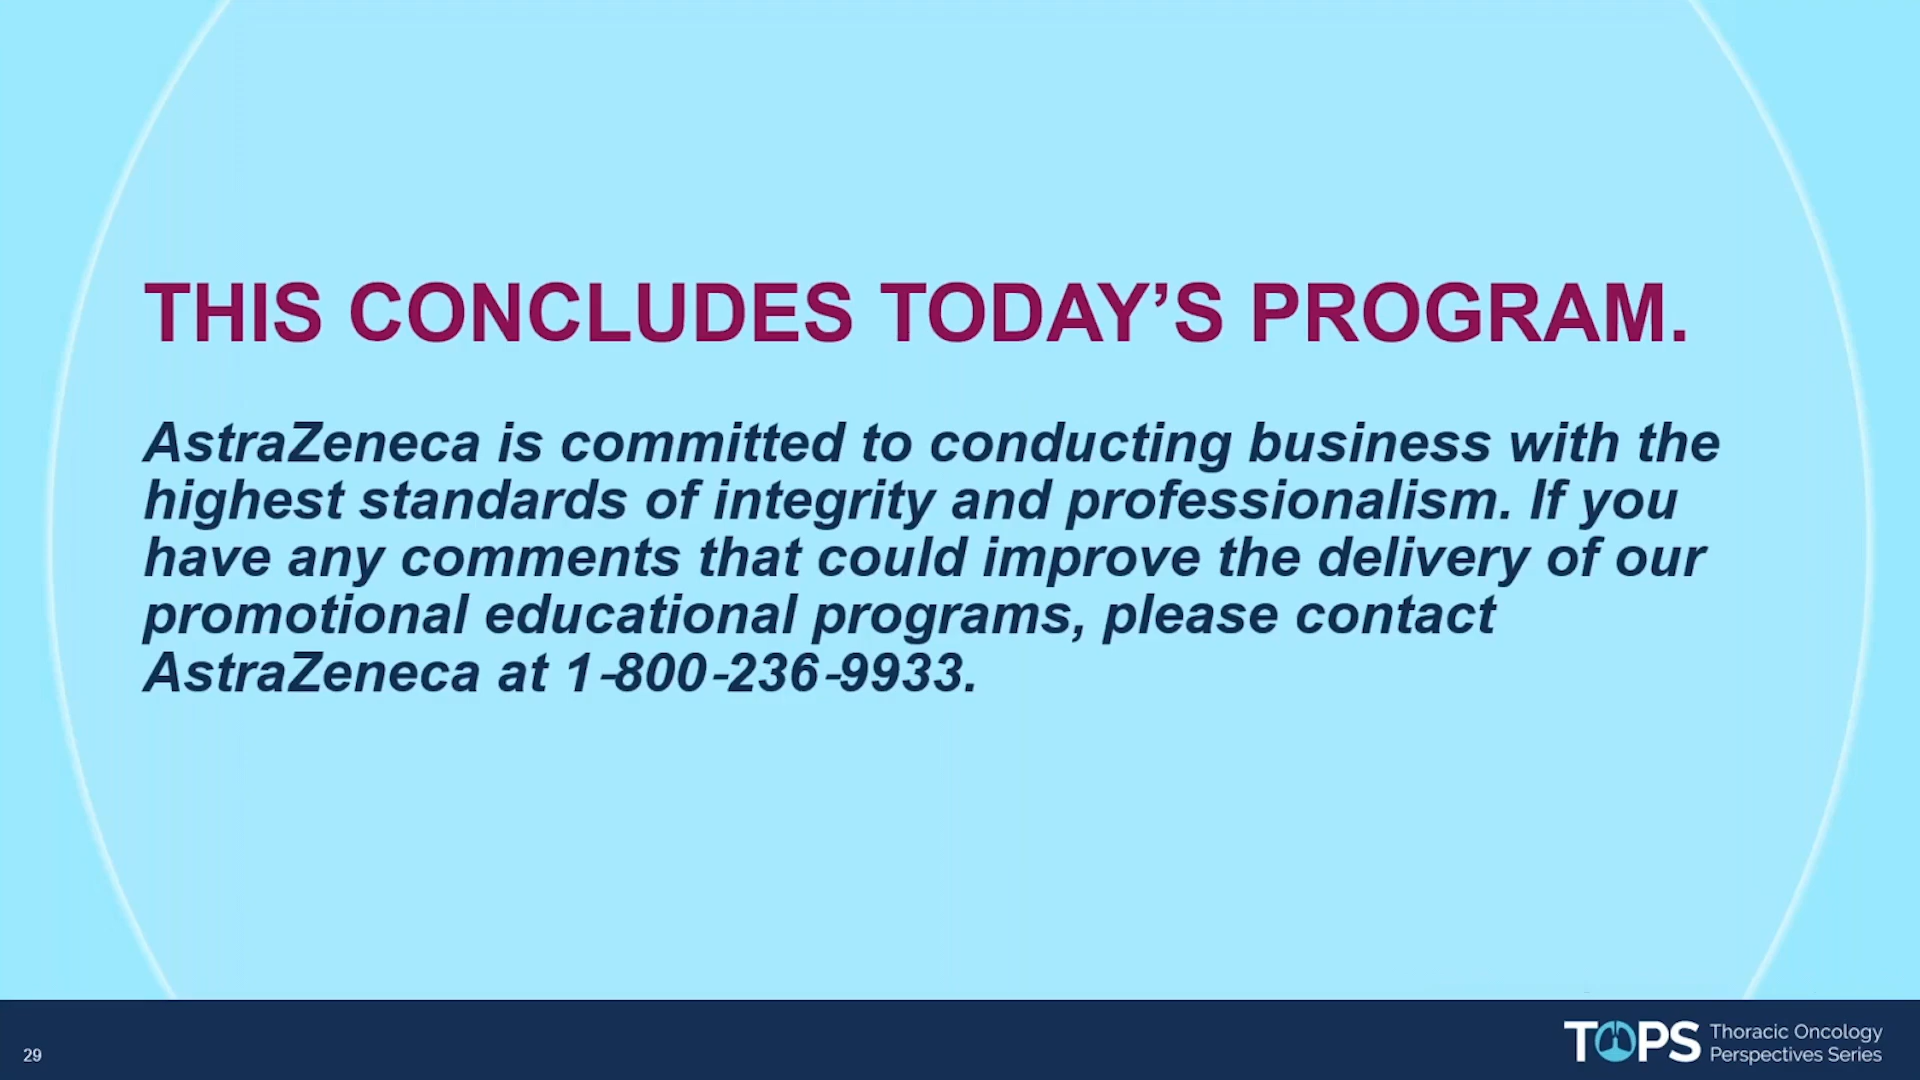 THIS CONCLUDES TODAY’S PROGRAM.
AstraZeneca is committed to conducting business with the
highest standards of integrity and professionalism. If you
have any comments that could improve the delivery of our
promotional educational programs, please contact
AstraZeneca at 1-800-236-9933.
29
TOPS
Thoracic Oncology
Perspectives Series